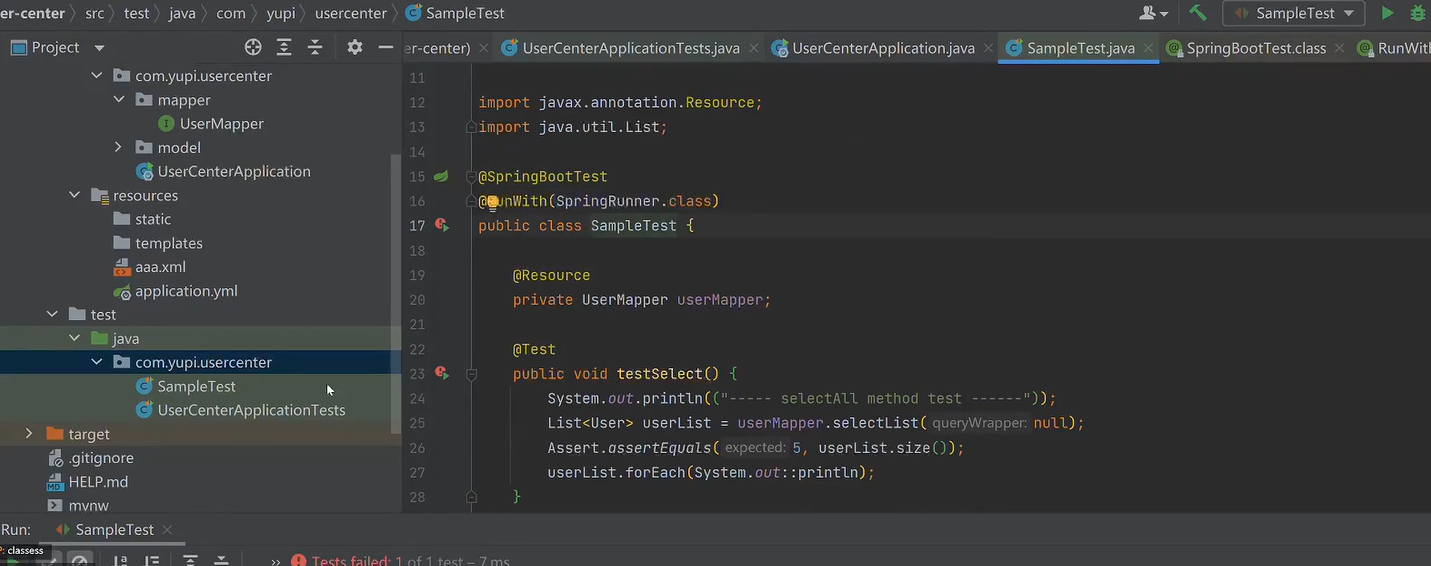 er-center src test java com yupi usercenter SampleTest SampleTest
Project er-center) UserCenterApplicationTests.java UserCenterApplication.java SampleTest.java SpringBootTest.class RunWith
com.yupi.usercenter
mapper
UserMapper
model
UserCenterApplication
resources
static
templates
aaa.xml
application.yml
test
java
com.yupi.usercenter
SampleTest
UserCenterApplicationTests
target
.gitignore
HELP.md
mvnw
11
12 import javax.annotation.Resource;
13 import java.util.List;
14
15 @SpringBootTest
16 @RunWith(SpringRunner.class)
17 public class SampleTest {
18
19 @Resource
20 private UserMapper userMapper;
21
22 @Test
23 public void testSelect() {
24 System.out.println(("----- selectAll method test ------"));
25 List<User> userList = userMapper.selectList( queryWrapper: null);
26 Assert.assertEquals( expected: 5, userList.size());
27 userList.forEach(System.out::println);
28 }
Run: SampleTest
classess
Tests failed: 1 of 1 test – 7 ms